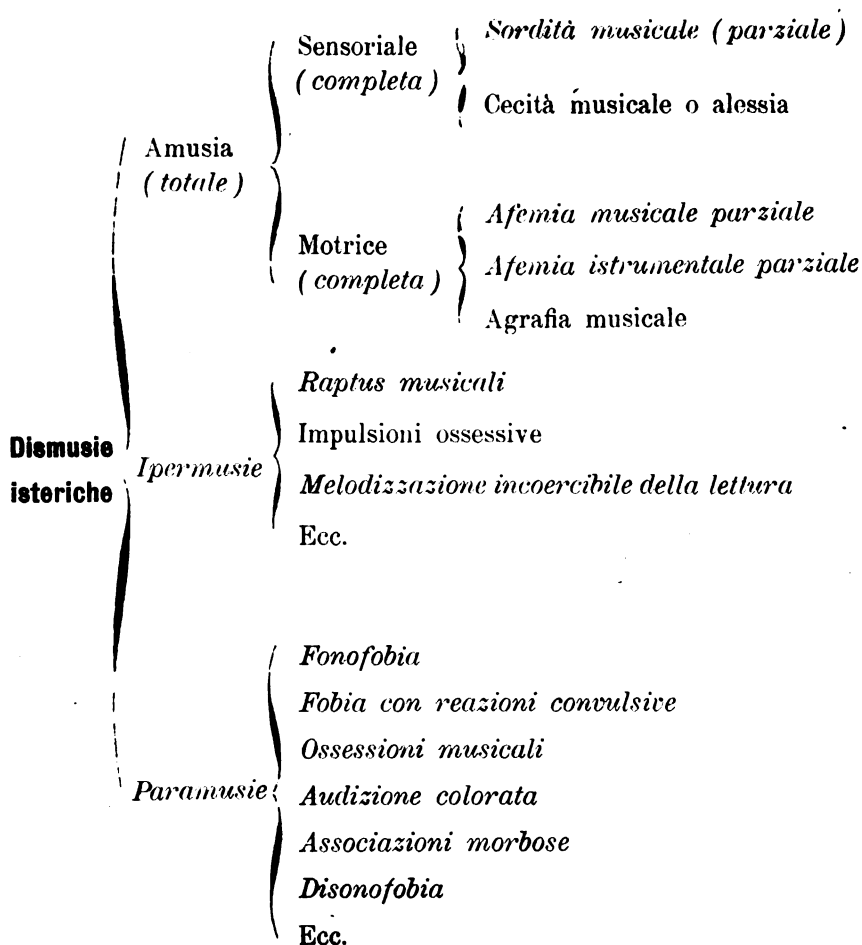 Sordità musicale (parziale)
Sensoriale
(completa)
Cecità musicale o alessia
Amusia
(totale)
Afemia musicale parziale
Motrice
(completa)
Afemia istrumentale parziale
Agrafia musicale
Raptus musicali
Impulsioni ossessive
Dismusie
isteriche
Ipermusie
Melodizzazione incoercibile della lettura
Ecc.
Fonofobia
Fobia con reazioni convulsive
Ossessioni musicali
Paramusie
Audizione colorata
Associazioni morbose
Disonofobia
Ecc.